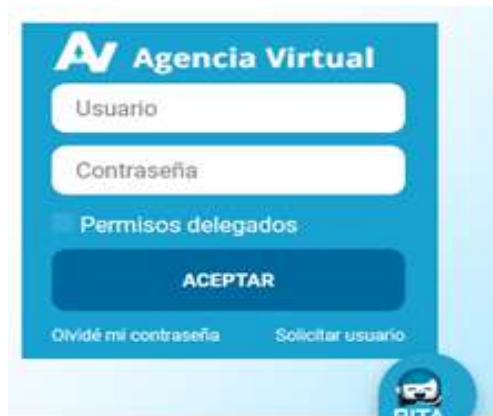 AV Agencia Virtual
Usuario
Contraseña
Permisos delegados
ACEPTAR
Olvidé mi contraseña Solicitar usuario
RITA